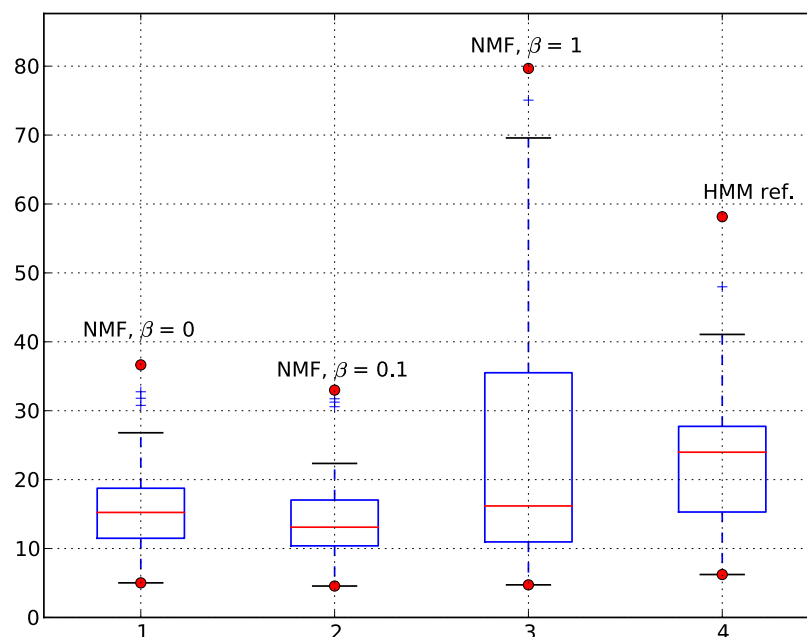 NMF, β = 1
80
70
HMM ref.
60
50
40
NMF, β = 0
NMF, β = 0.1
30
20
10
0
1 2 3 4